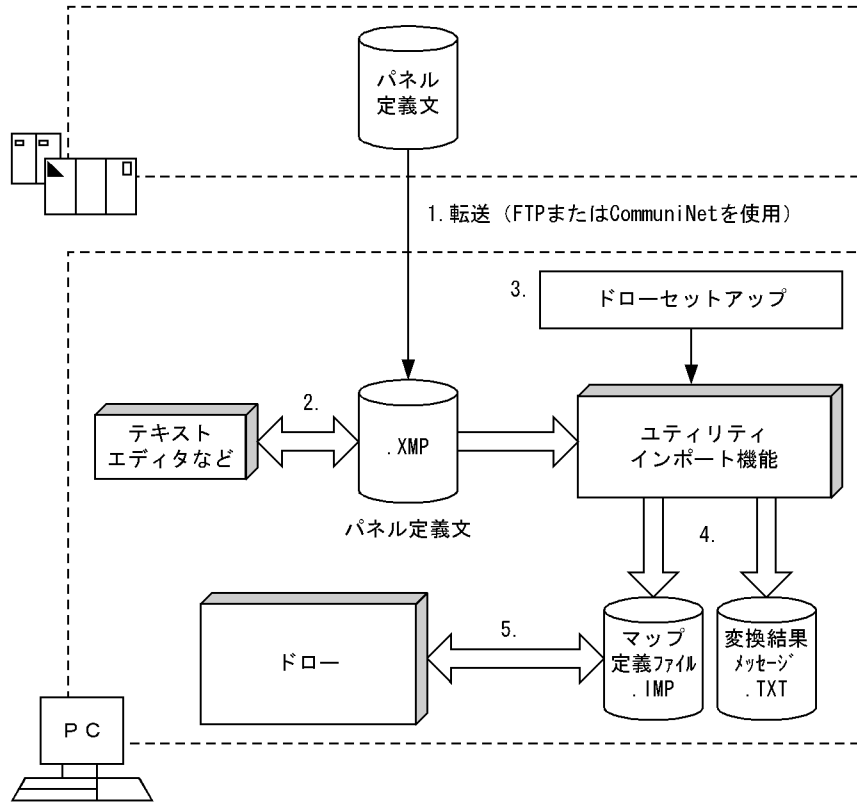 パネル
定義文
1. 転送（FTPまたはCommuniNetを使用）
3.
ドローセットアップ
2.
テキスト
エディタなど
.XMP
ユティリティ
インポート機能
パネル定義文
4.
5.
ドロー
マップ
定義ファイル
.IMP
変換結果
メッセージ
.TXT
ＰＣ